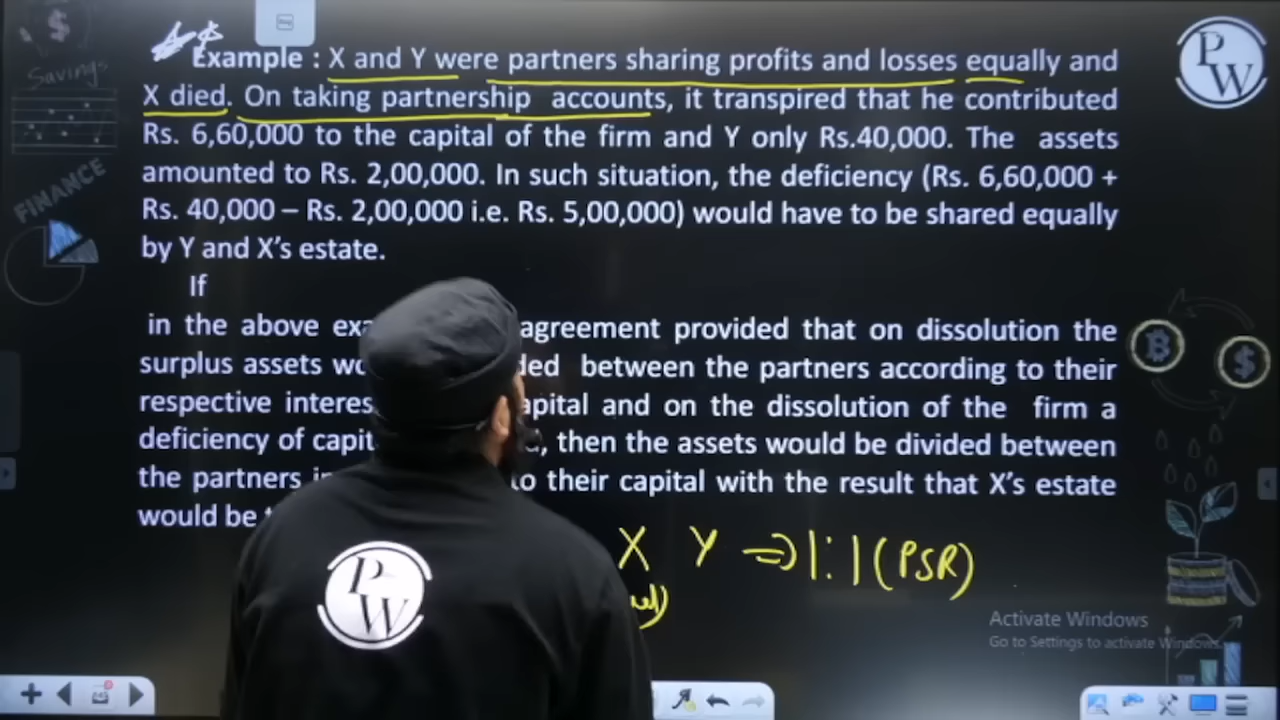 Savings
Example : X and Y were partners sharing profits and losses equally and
X died. On taking partnership accounts, it transpired that he contributed
Rs. 6,60,000 to the capital of the firm and Y only Rs.40,000. The assets
amounted to Rs. 2,00,000. In such situation, the deficiency (Rs. 6,60,000 +
Rs. 40,000 – Rs. 2,00,000 i.e. Rs. 5,00,000) would have to be shared equally
by Y and X's estate.
If
in the above agreement provided that on dissolution the
surplus assets between the partners according to their
respective and on the dissolution of the firm a
deficiency of then the assets would be divided between
the partners to their capital with the result that X's estate
would be
X Y ⇒ 1:1 (PSR)
FINANCE
PW
PW
Activate Windows
Go to Settings to activate Windows.